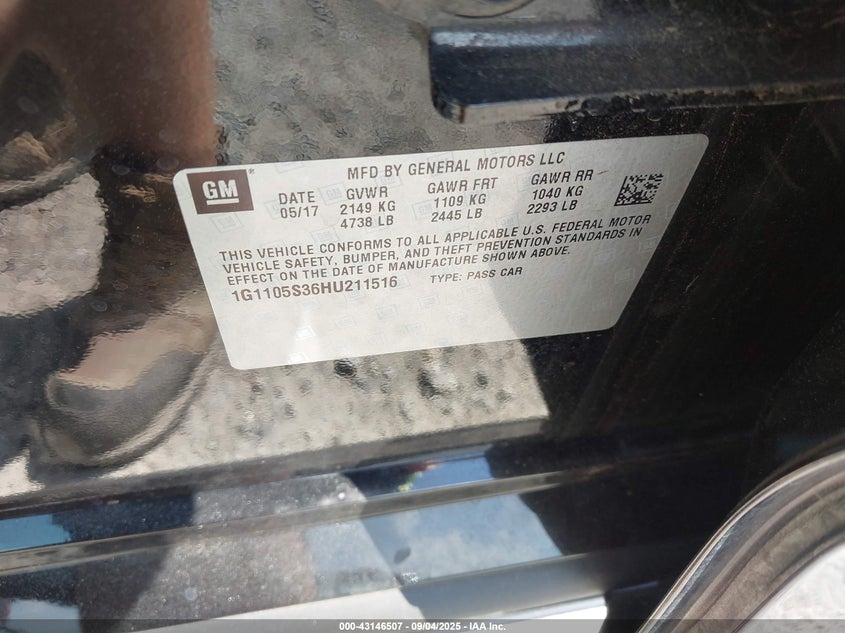 MFD BY GENERAL MOTORS LLC
GM
DATE GVWR GAWR FRT GAWR RR
05/17 2149 KG 1109 KG 1040 KG
4738 LB 2445 LB 2293 LB
THIS VEHICLE CONFORMS TO ALL APPLICABLE U.S. FEDERAL MOTOR
VEHICLE SAFETY, BUMPER, AND THEFT PREVENTION STANDARDS IN
EFFECT ON THE DATE OF MANUFACTURE SHOWN ABOVE.
1G1105S36HU211516 TYPE: PASS CAR
000-43146507 - 09/04/2025 - IAA Inc.